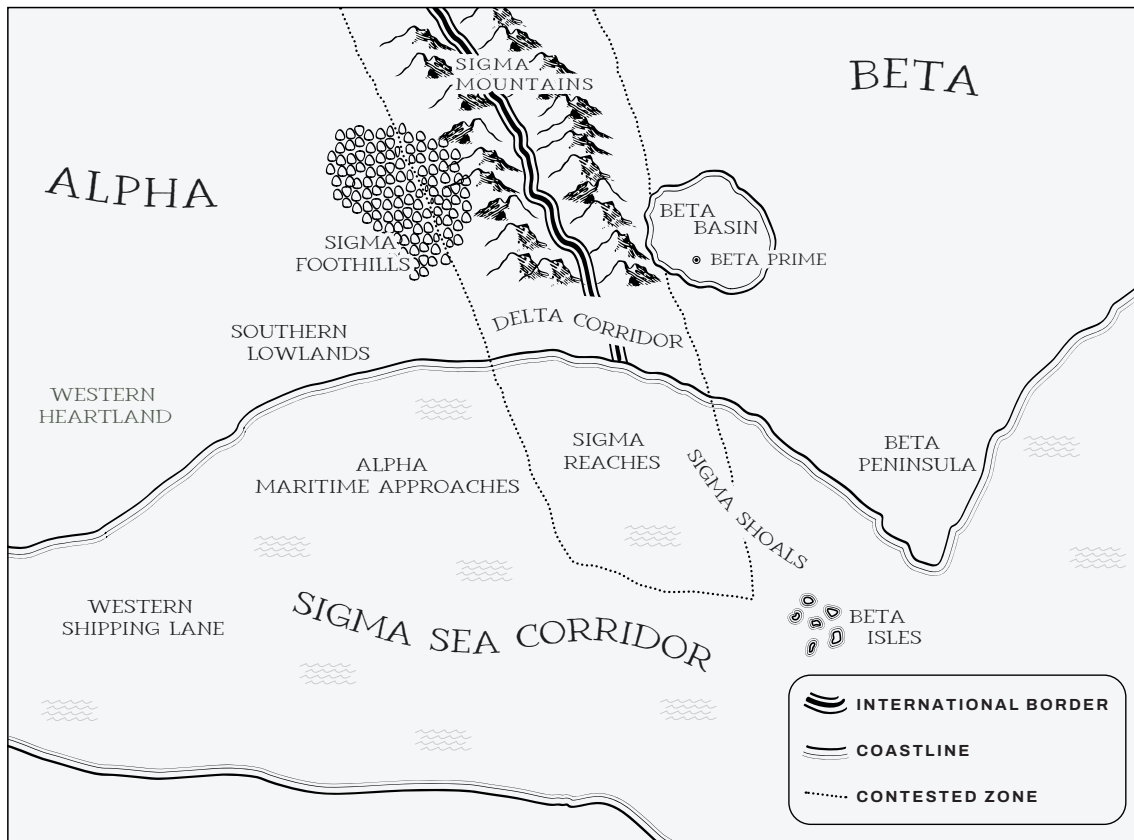 SIGMA
MOUNTAINS
BETA
ALPHA
BETA
BASIN
BETA PRIME
SIGMA
FOOTHILLS
DELTA CORRIDOR
SOUTHERN
LOWLANDS
WESTERN
HEARTLAND
SIGMA
REACHES
BETA
PENINSULA
ALPHA
MARITIME APPROACHES
SIGMA SHOALS
WESTERN
SHIPPING LANE
SIGMA SEA CORRIDOR
BETA
ISLES
INTERNATIONAL BORDER
COASTLINE
CONTESTED ZONE